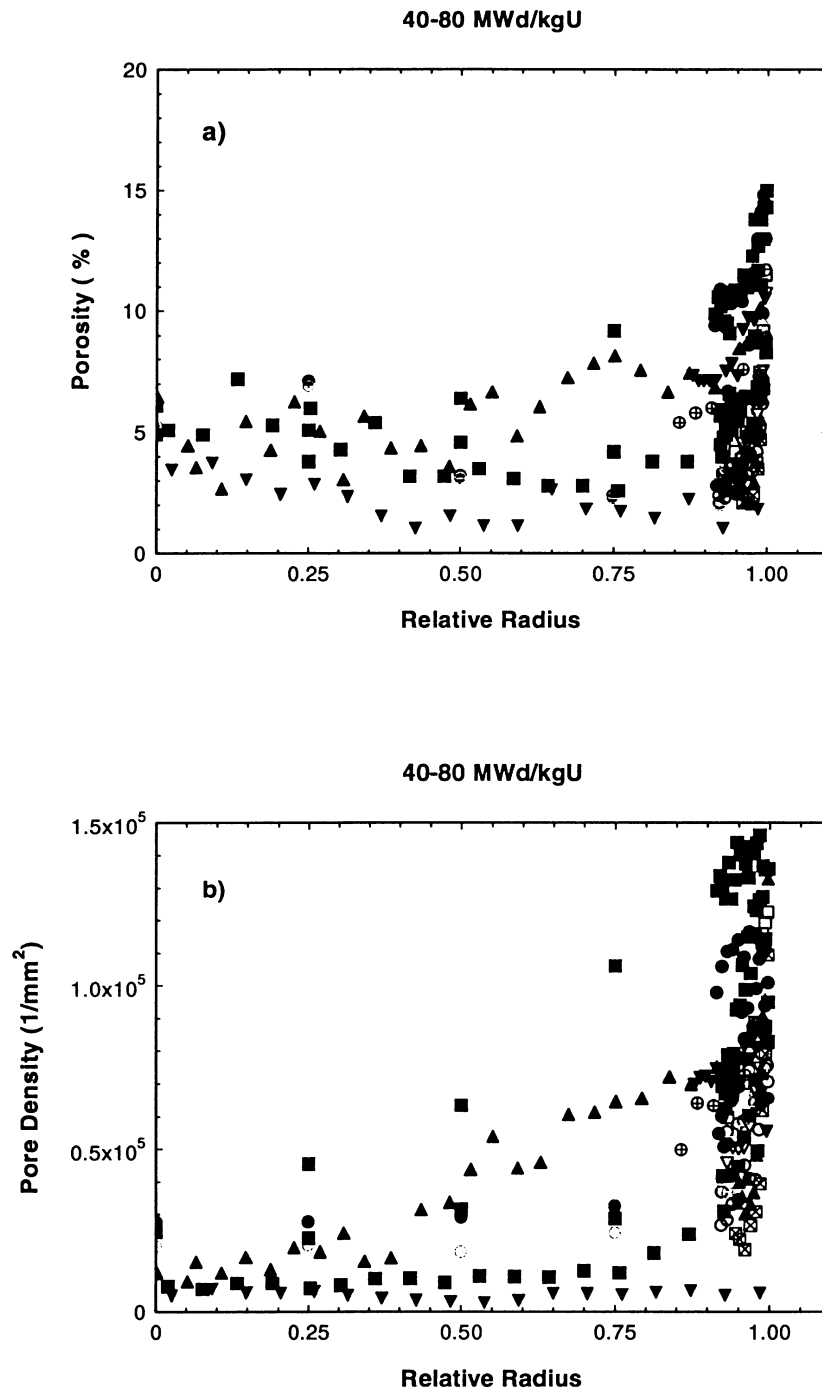 40-80 MWd/kgU
20
a)
15
Porosity ( % )
10
5
0
0 0.25 0.50 0.75 1.00
Relative Radius
40-80 MWd/kgU
1.5x10⁵
b)
Pore Density (1/mm²)
1.0x10⁵
0.5x10⁵
0
0 0.25 0.50 0.75 1.00
Relative Radius